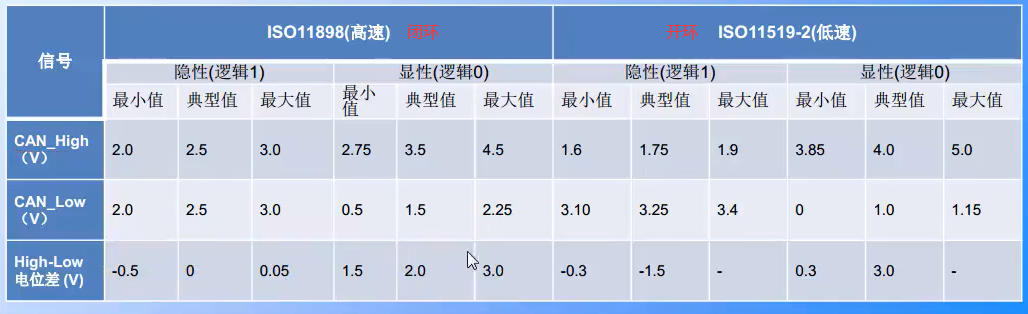 信号 ISO11898(高速) 闭环 开环 ISO11519-2(低速)
隐性(逻辑1) 显性(逻辑0) 隐性(逻辑1) 显性(逻辑0)
最小值 典型值 最大值 最小值 典型值 最大值 最小值 典型值 最大值 最小值 典型值 最大值
CAN_High（V） 2.0 2.5 3.0 2.75 3.5 4.5 1.6 1.75 1.9 3.85 4.0 5.0
CAN_Low（V） 2.0 2.5 3.0 0.5 1.5 2.25 3.10 3.25 3.4 0 1.0 1.15
High-Low电位差 (V) -0.5 0 0.05 1.5 2.0 3.0 -0.3 -1.5 - 0.3 3.0 -